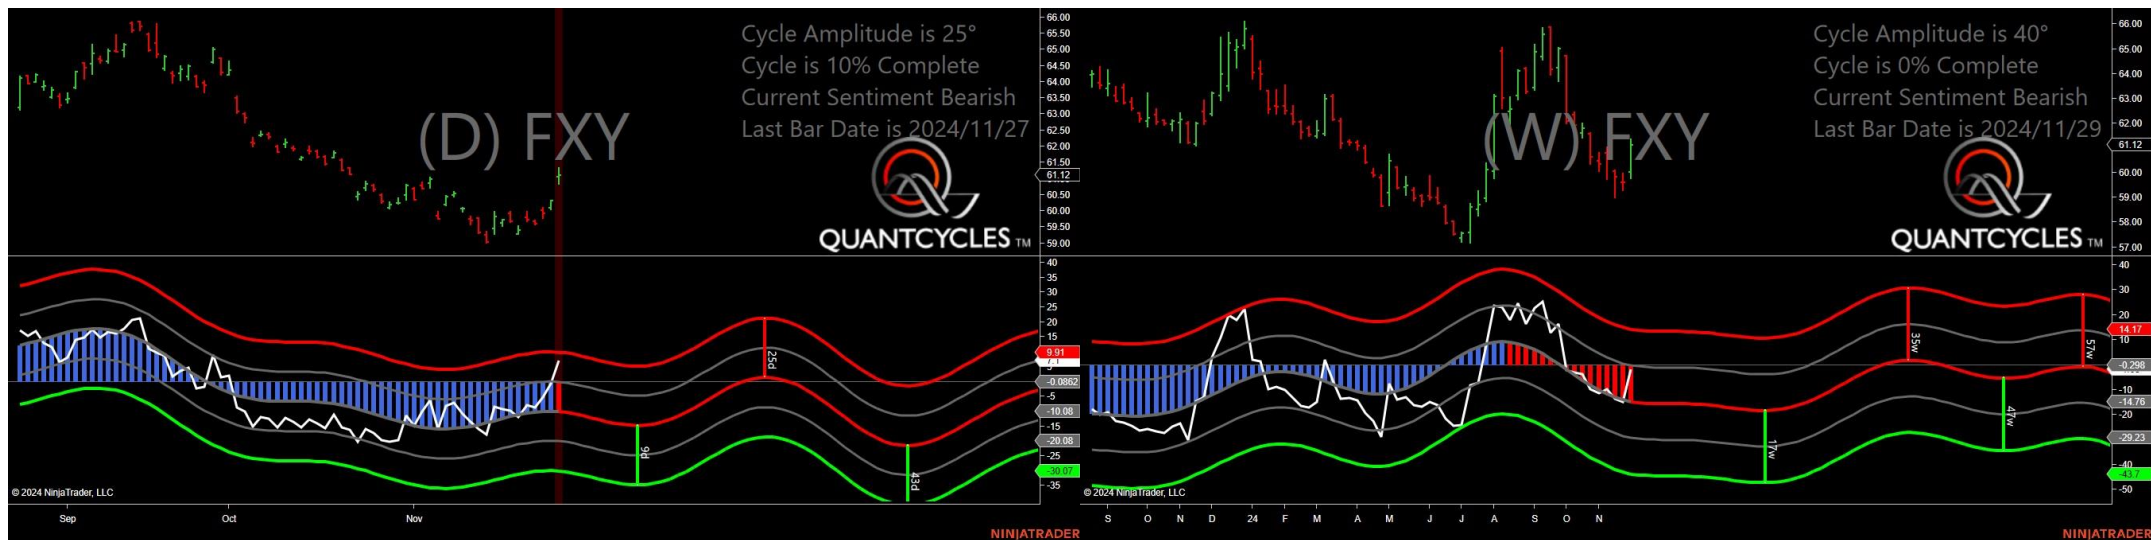 Cycle Amplitude is 25°
Cycle is 10% Complete
Current Sentiment Bearish
Last Bar Date is 2024/11/27
(D) FXY
QUANTCYCLES TM
66.00
65.50
65.00
64.50
64.00
63.50
63.00
62.50
62.00
61.50
61.12
60.50
60.00
59.50
59.00
40
35
30
25
20
15
9.91
-0.0862
-5
-10.08
-15
-20.08
-25
-30.07
-35
25d
9d
43d
© 2024 NinjaTrader, LLC
Sep Oct Nov
NINJATRADER
Cycle Amplitude is 40°
Cycle is 0% Complete
Current Sentiment Bearish
Last Bar Date is 2024/11/29
(W) FXY
QUANTCYCLES TM
66.00
65.00
64.00
63.00
62.00
61.12
60.00
59.00
58.00
57.00
40
30
20
14.17
10
-0.298
-10
-14.76
-20
-29.23
-40
-43.7
-50
35w
57w
17w
47w
© 2024 NinjaTrader, LLC
S O N D 24 F M A M J J A S O N
NINJATRADER